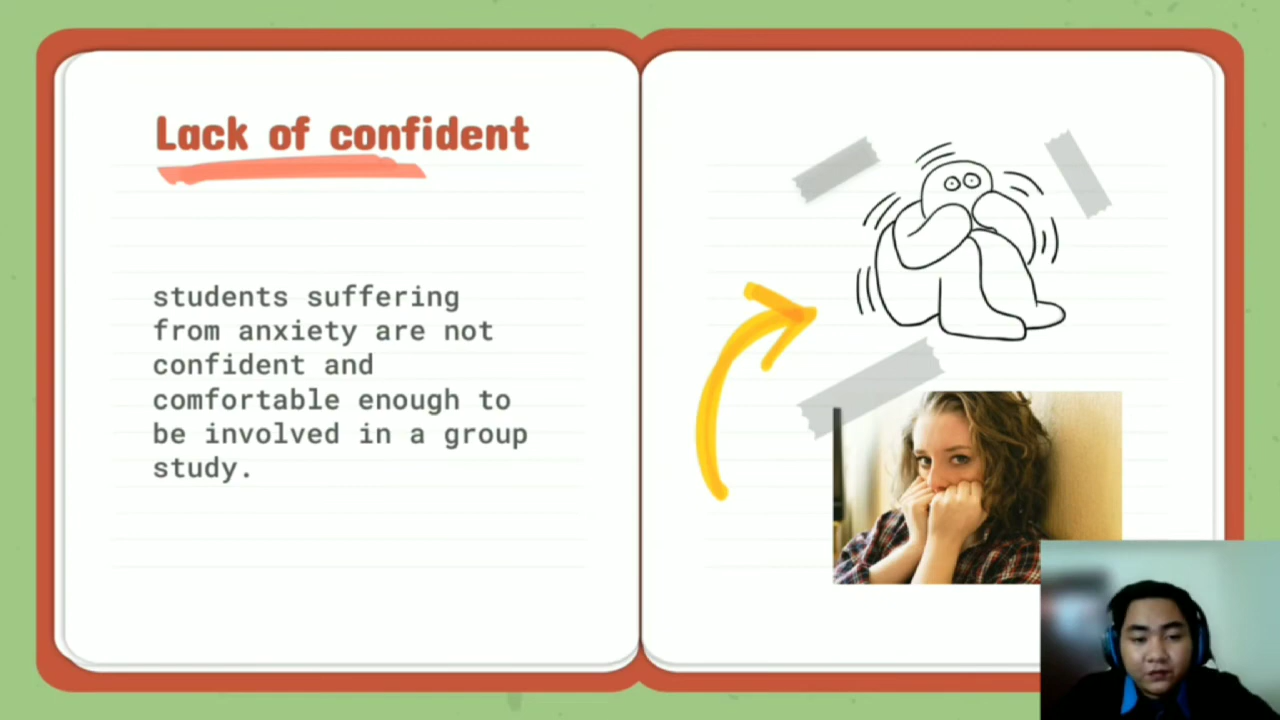 Lack of confident
students suffering
from anxiety are not
confident and
comfortable enough to
be involved in a group
study.